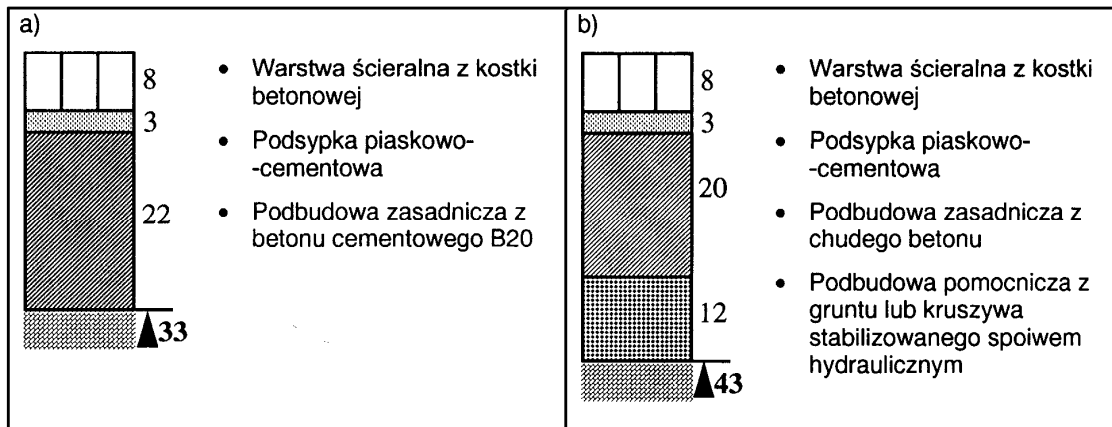 a)
8
3
22
33
• Warstwa ścieralna z kostki
betonowej
• Podsypka piaskowo-
-cementowa
• Podbudowa zasadnicza z
betonu cementowego B20
b)
8
3
20
12
43
• Warstwa ścieralna z kostki
betonowej
• Podsypka piaskowo-
-cementowa
• Podbudowa zasadnicza z
chudego betonu
• Podbudowa pomocnicza z
gruntu lub kruszywa
stabilizowanego spoiwem
hydraulicznym